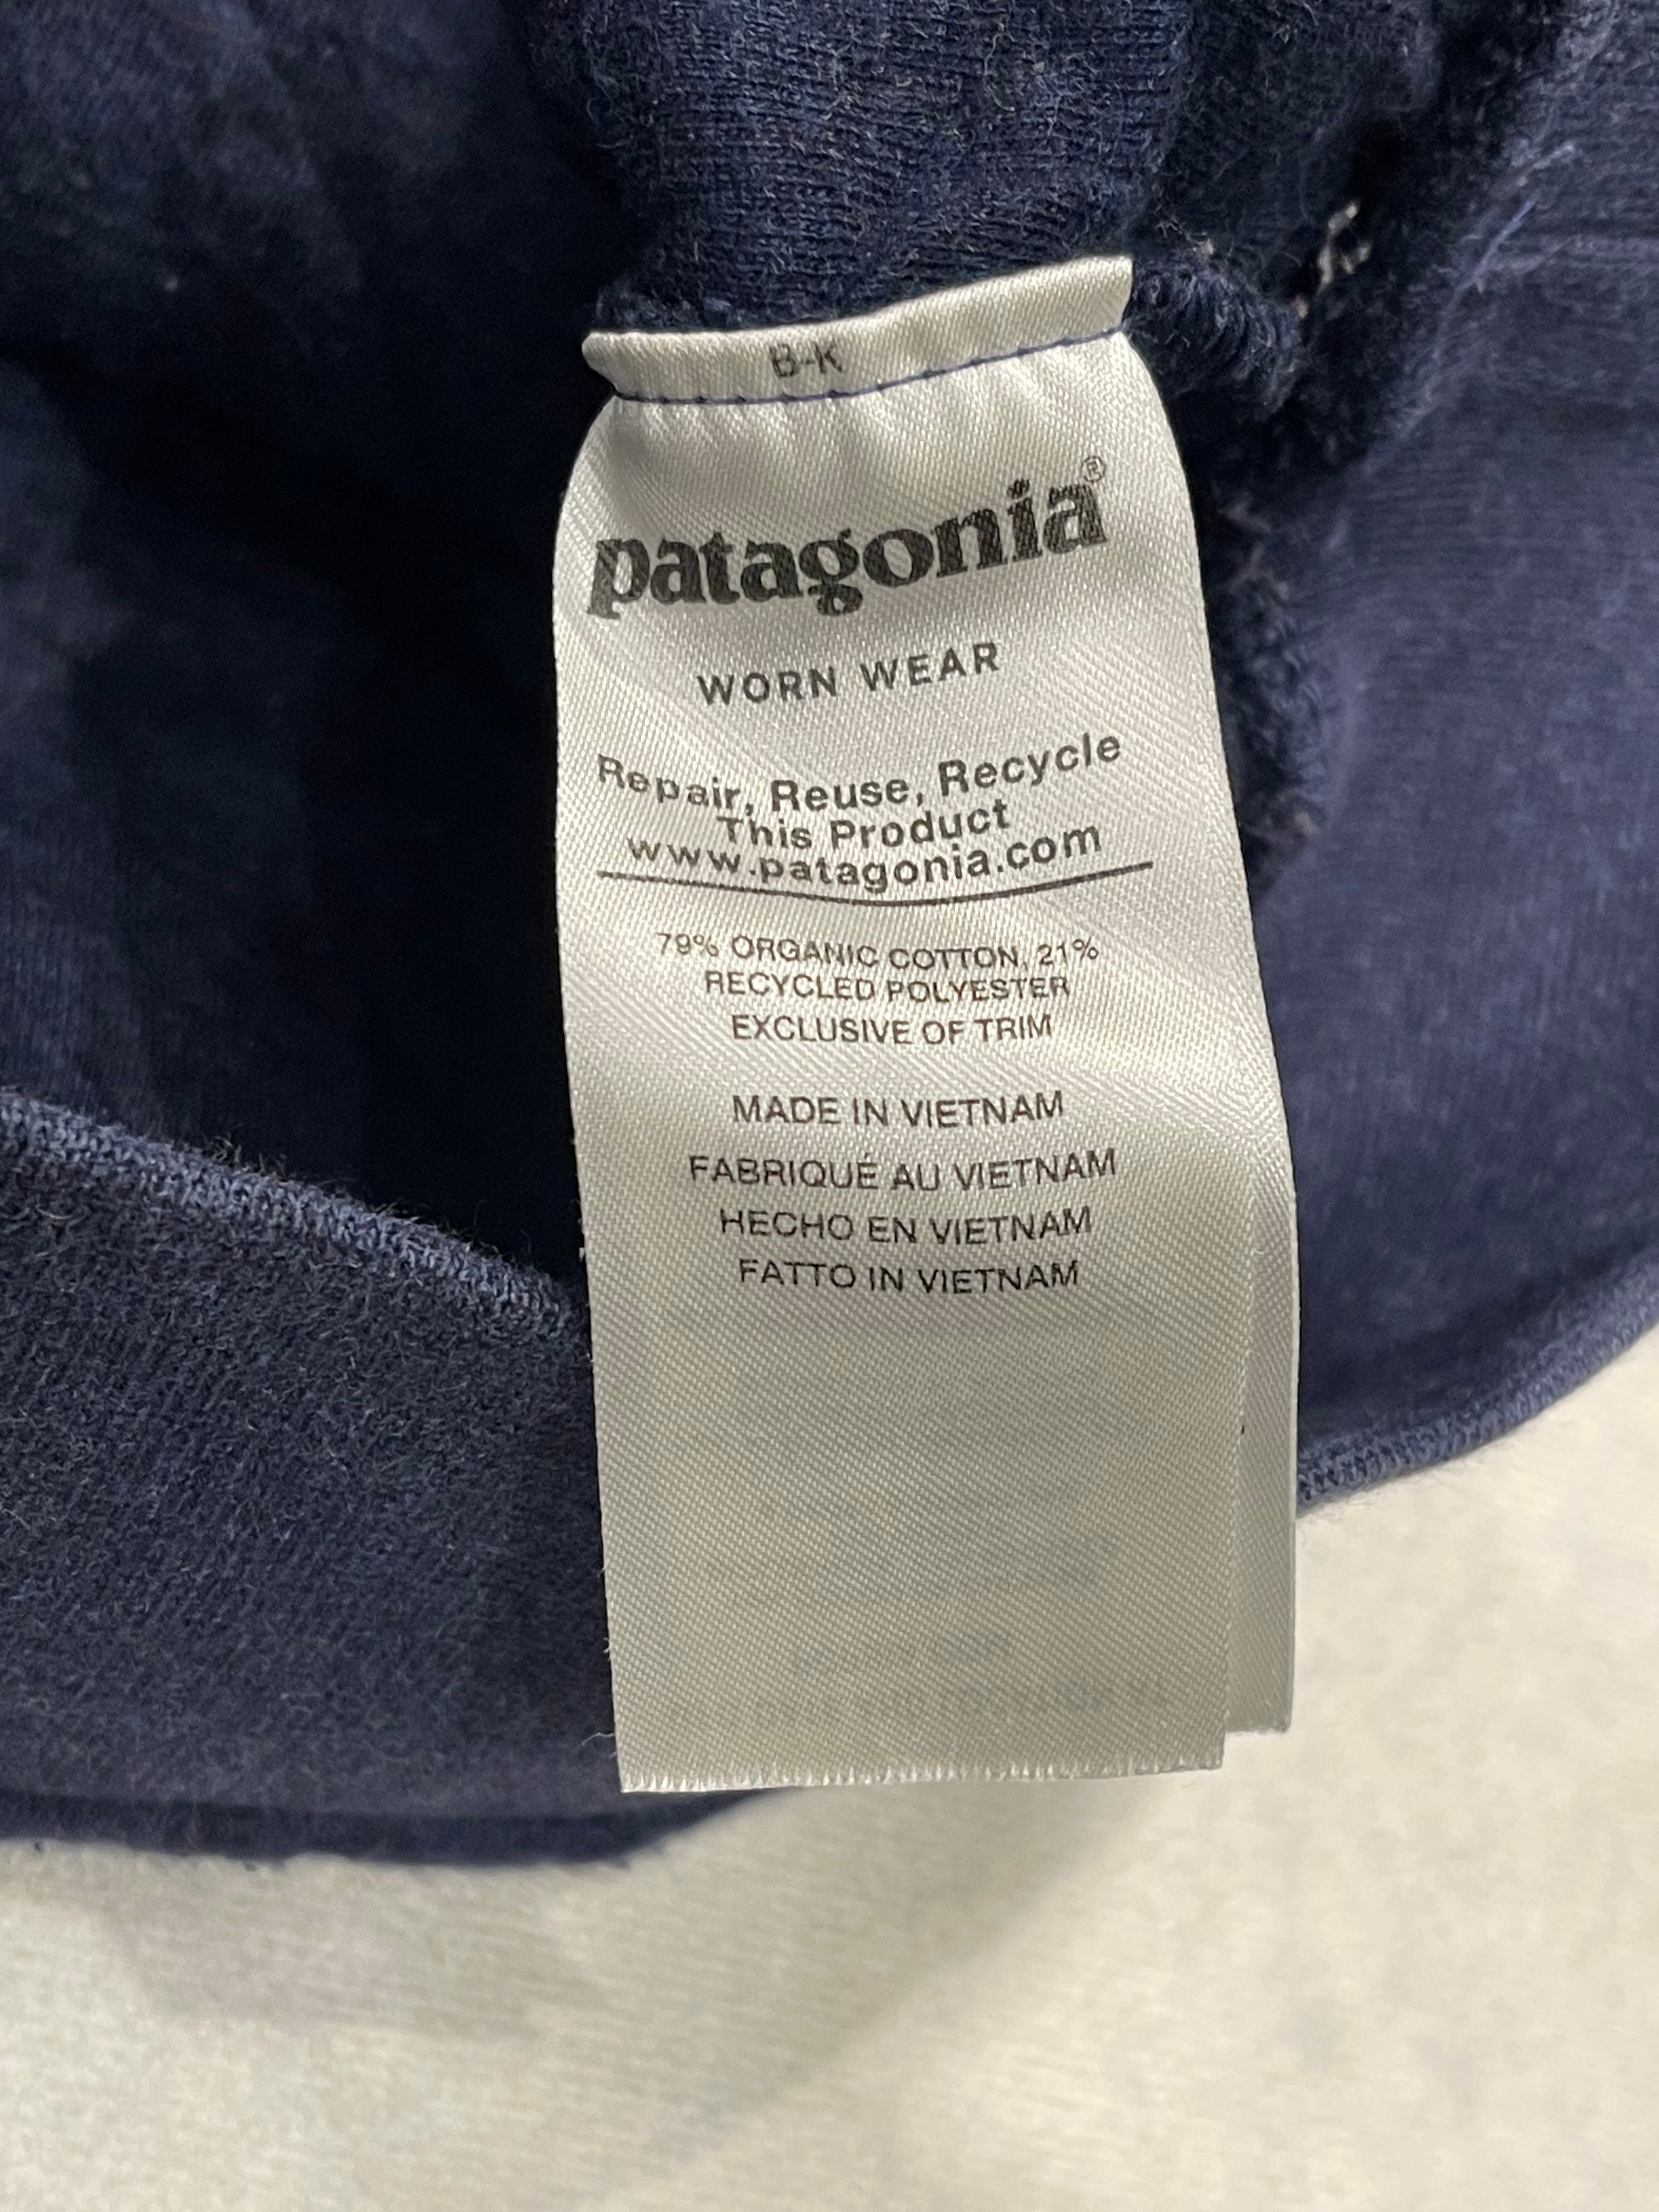 B-K
patagonia®
WORN WEAR
Repair, Reuse, Recycle
This Product
www.patagonia.com
79% ORGANIC COTTON, 21%
RECYCLED POLYESTER
EXCLUSIVE OF TRIM
MADE IN VIETNAM
FABRIQUÉ AU VIETNAM
HECHO EN VIETNAM
FATTO IN VIETNAM